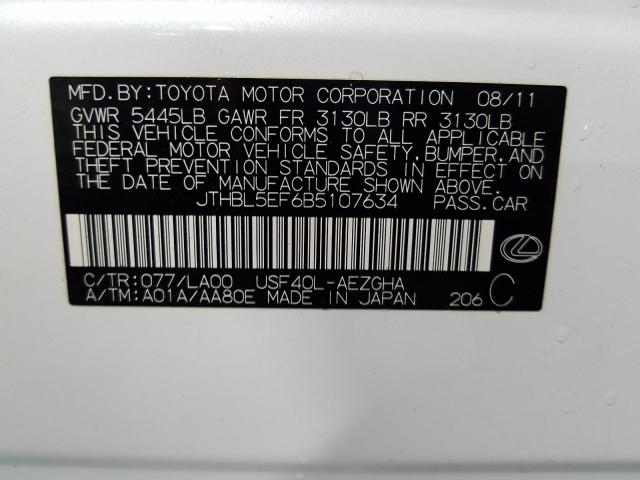 MFD.BY:TOYOTA MOTOR CORPORATION 08/11
GVWR 5445LB GAWR FR 3130LB RR 3130LB
THIS VEHICLE CONFORMS TO ALL APPLICABLE
FEDERAL MOTOR VEHICLE SAFETY,BUMPER,AND
THEFT PREVENTION STANDARDS IN EFFECT ON
THE DATE OF MANUFACTURE SHOWN ABOVE.
JTHBL5EF6B5107634 PASS.CAR
C/TR:077/LA00 USF40L-AEZGHA
A/TM:A01A/AA80E MADE IN JAPAN 206 C